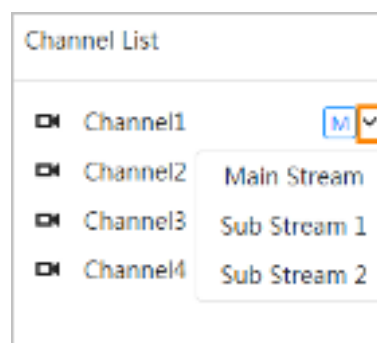 Channel List
Channel1 M
Channel2
Main Stream
Channel3
Sub Stream 1
Channel4
Sub Stream 2